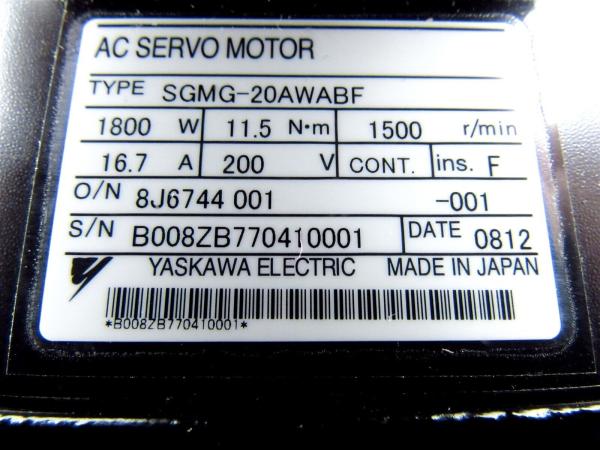 AC SERVO MOTOR
TYPE SGMG-20AWABF
1800 W 11.5 N·m 1500 r/min
16.7 A 200 V CONT. ins. F
O/N 8J6744 001 -001
S/N B008ZB770410001 DATE 0812
YASKAWA ELECTRIC MADE IN JAPAN
*B008ZB770410001*